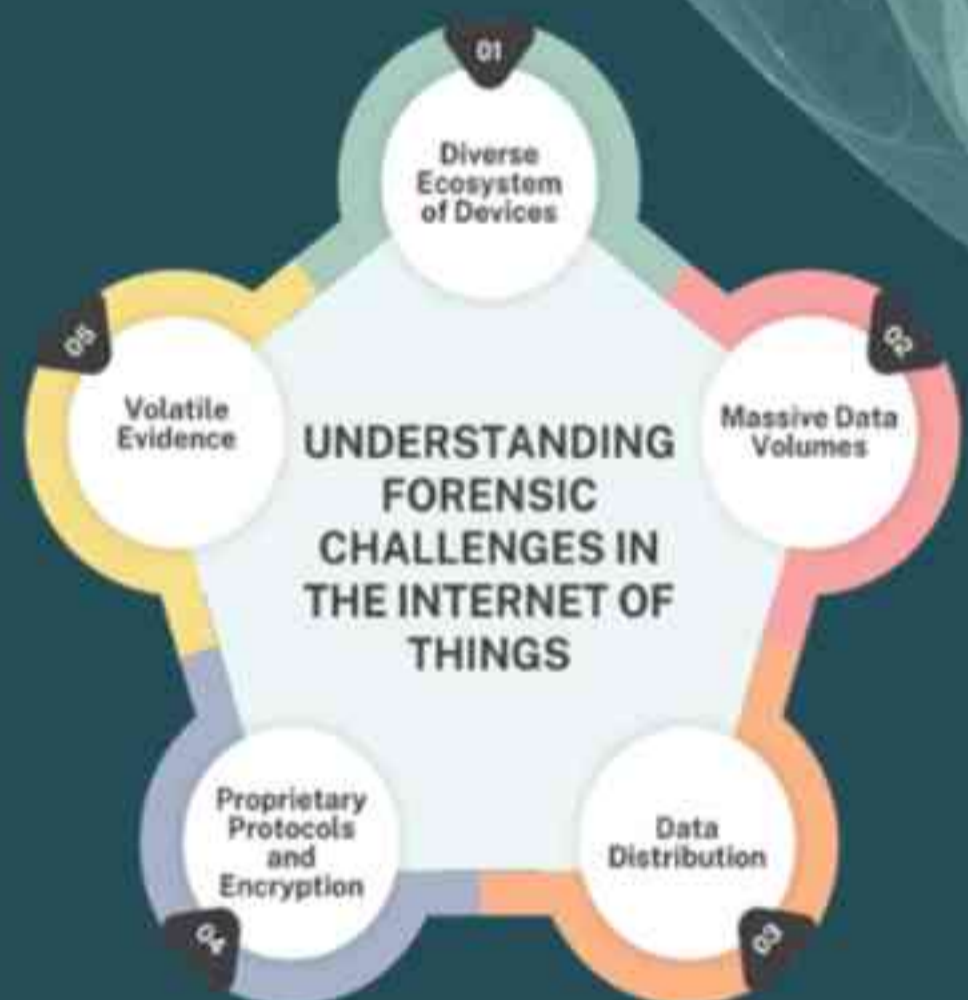 01
Diverse
Ecosystem
of Devices
02
Massive Data
Volumes
03
Data
Distribution
04
Proprietary
Protocols
and
Encryption
05
Volatile
Evidence
UNDERSTANDING
FORENSIC
CHALLENGES IN
THE INTERNET OF
THINGS